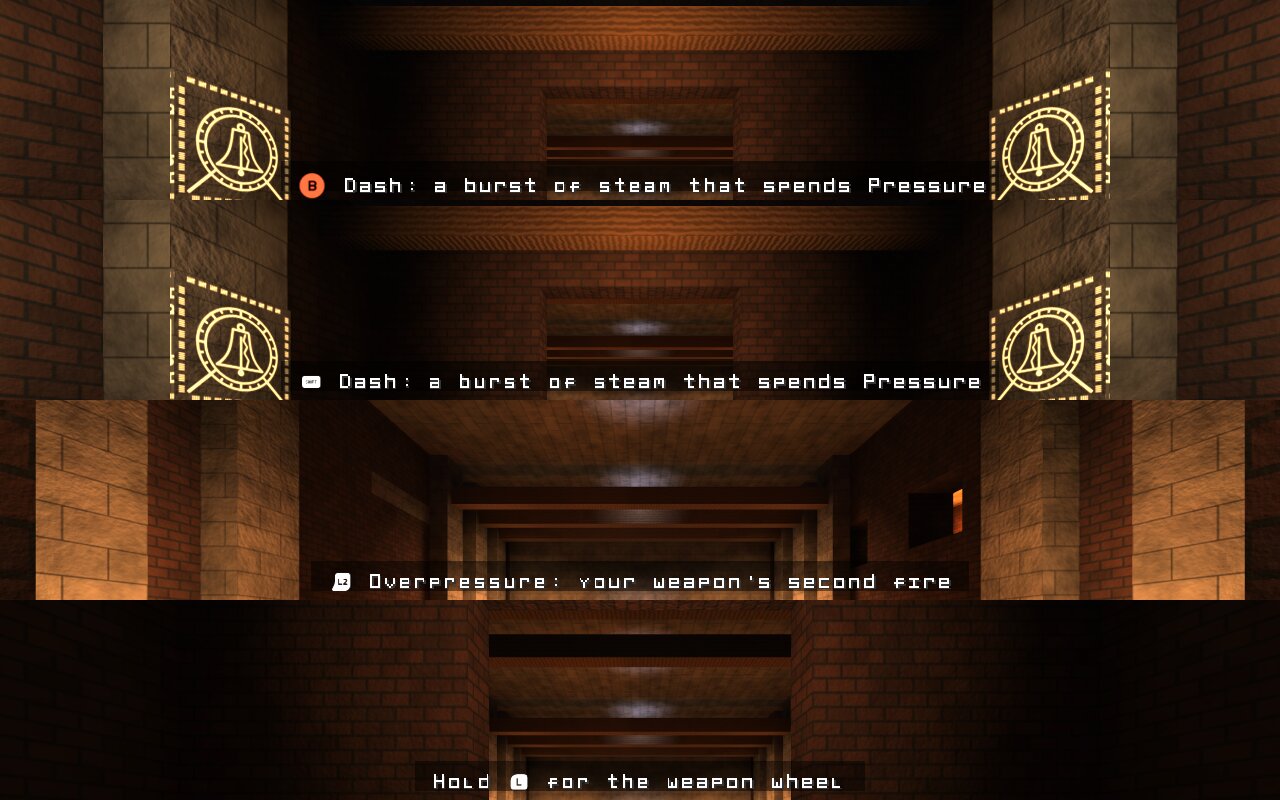 B Dash: a burst of steam that spends Pressure
Dash: a burst of steam that spends Pressure
L2 Overpressure: your weapon's second fire
Hold L for the weapon wheel